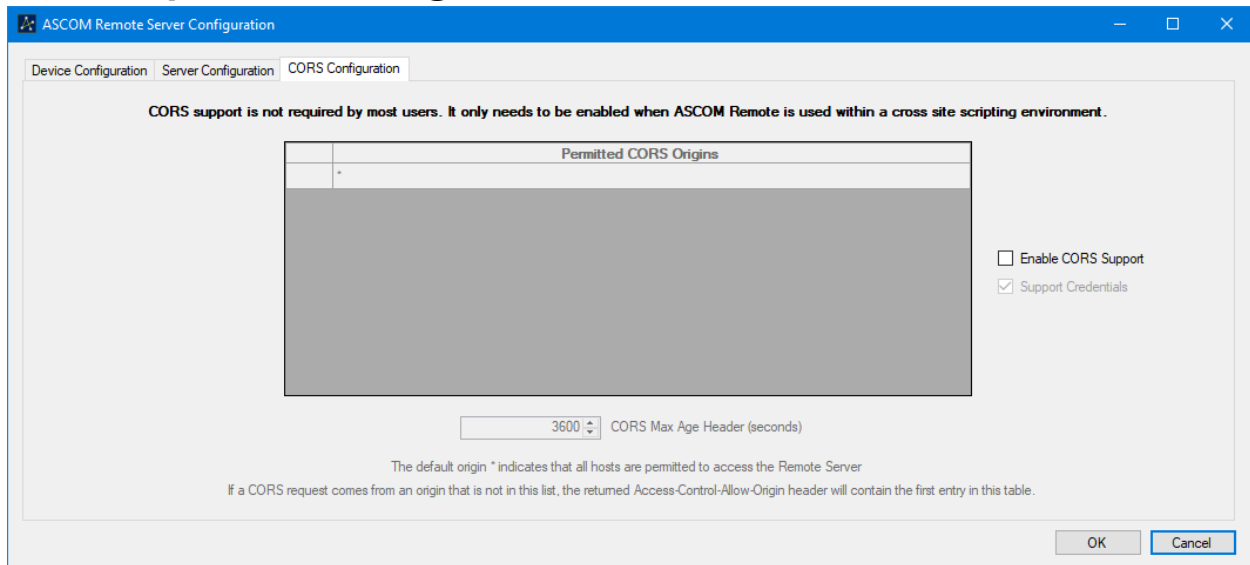 ASCOM Remote Server Configuration
Device Configuration Server Configuration CORS Configuration
CORS support is not required by most users. It only needs to be enabled when ASCOM Remote is used within a cross site scripting environment.
Permitted CORS Origins
*
Enable CORS Support
Support Credentials
3600 CORS Max Age Header (seconds)
The default origin * indicates that all hosts are permitted to access the Remote Server
If a CORS request comes from an origin that is not in this list, the returned Access-Control-Allow-Origin header will contain the first entry in this table.
OK Cancel